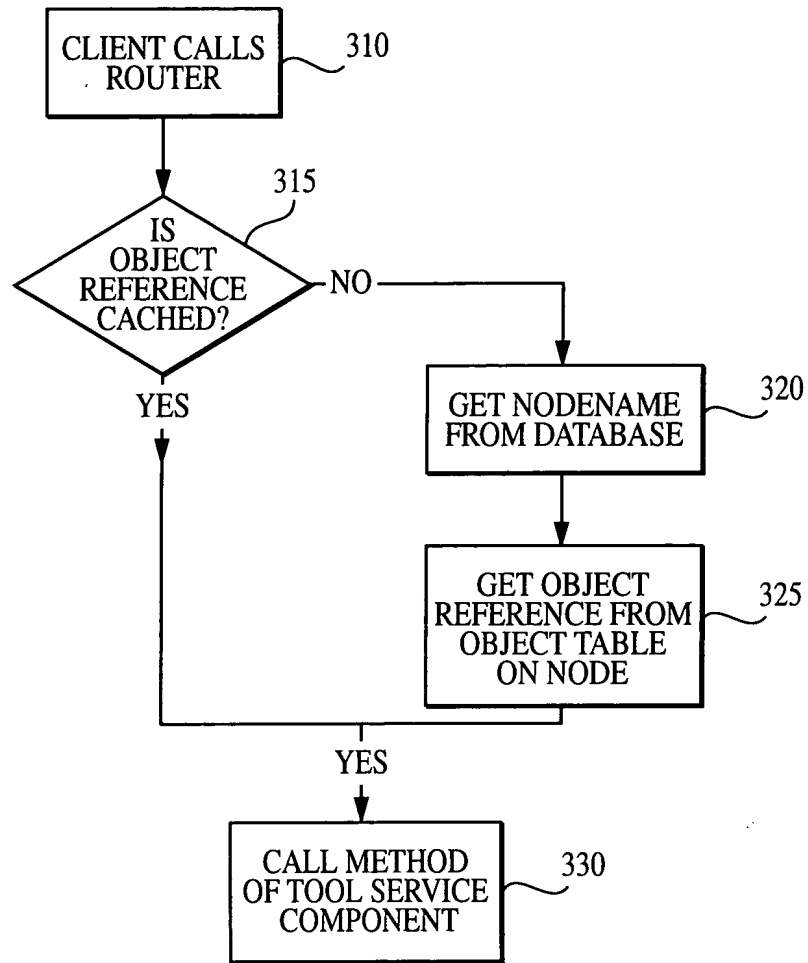 CLIENT CALLS
ROUTER
310
315
IS
OBJECT
REFERENCE
CACHED?
NO
YES
320
GET NODENAME
FROM DATABASE
GET OBJECT
REFERENCE FROM
OBJECT TABLE
ON NODE
325
YES
CALL METHOD
OF TOOL SERVICE
COMPONENT
330